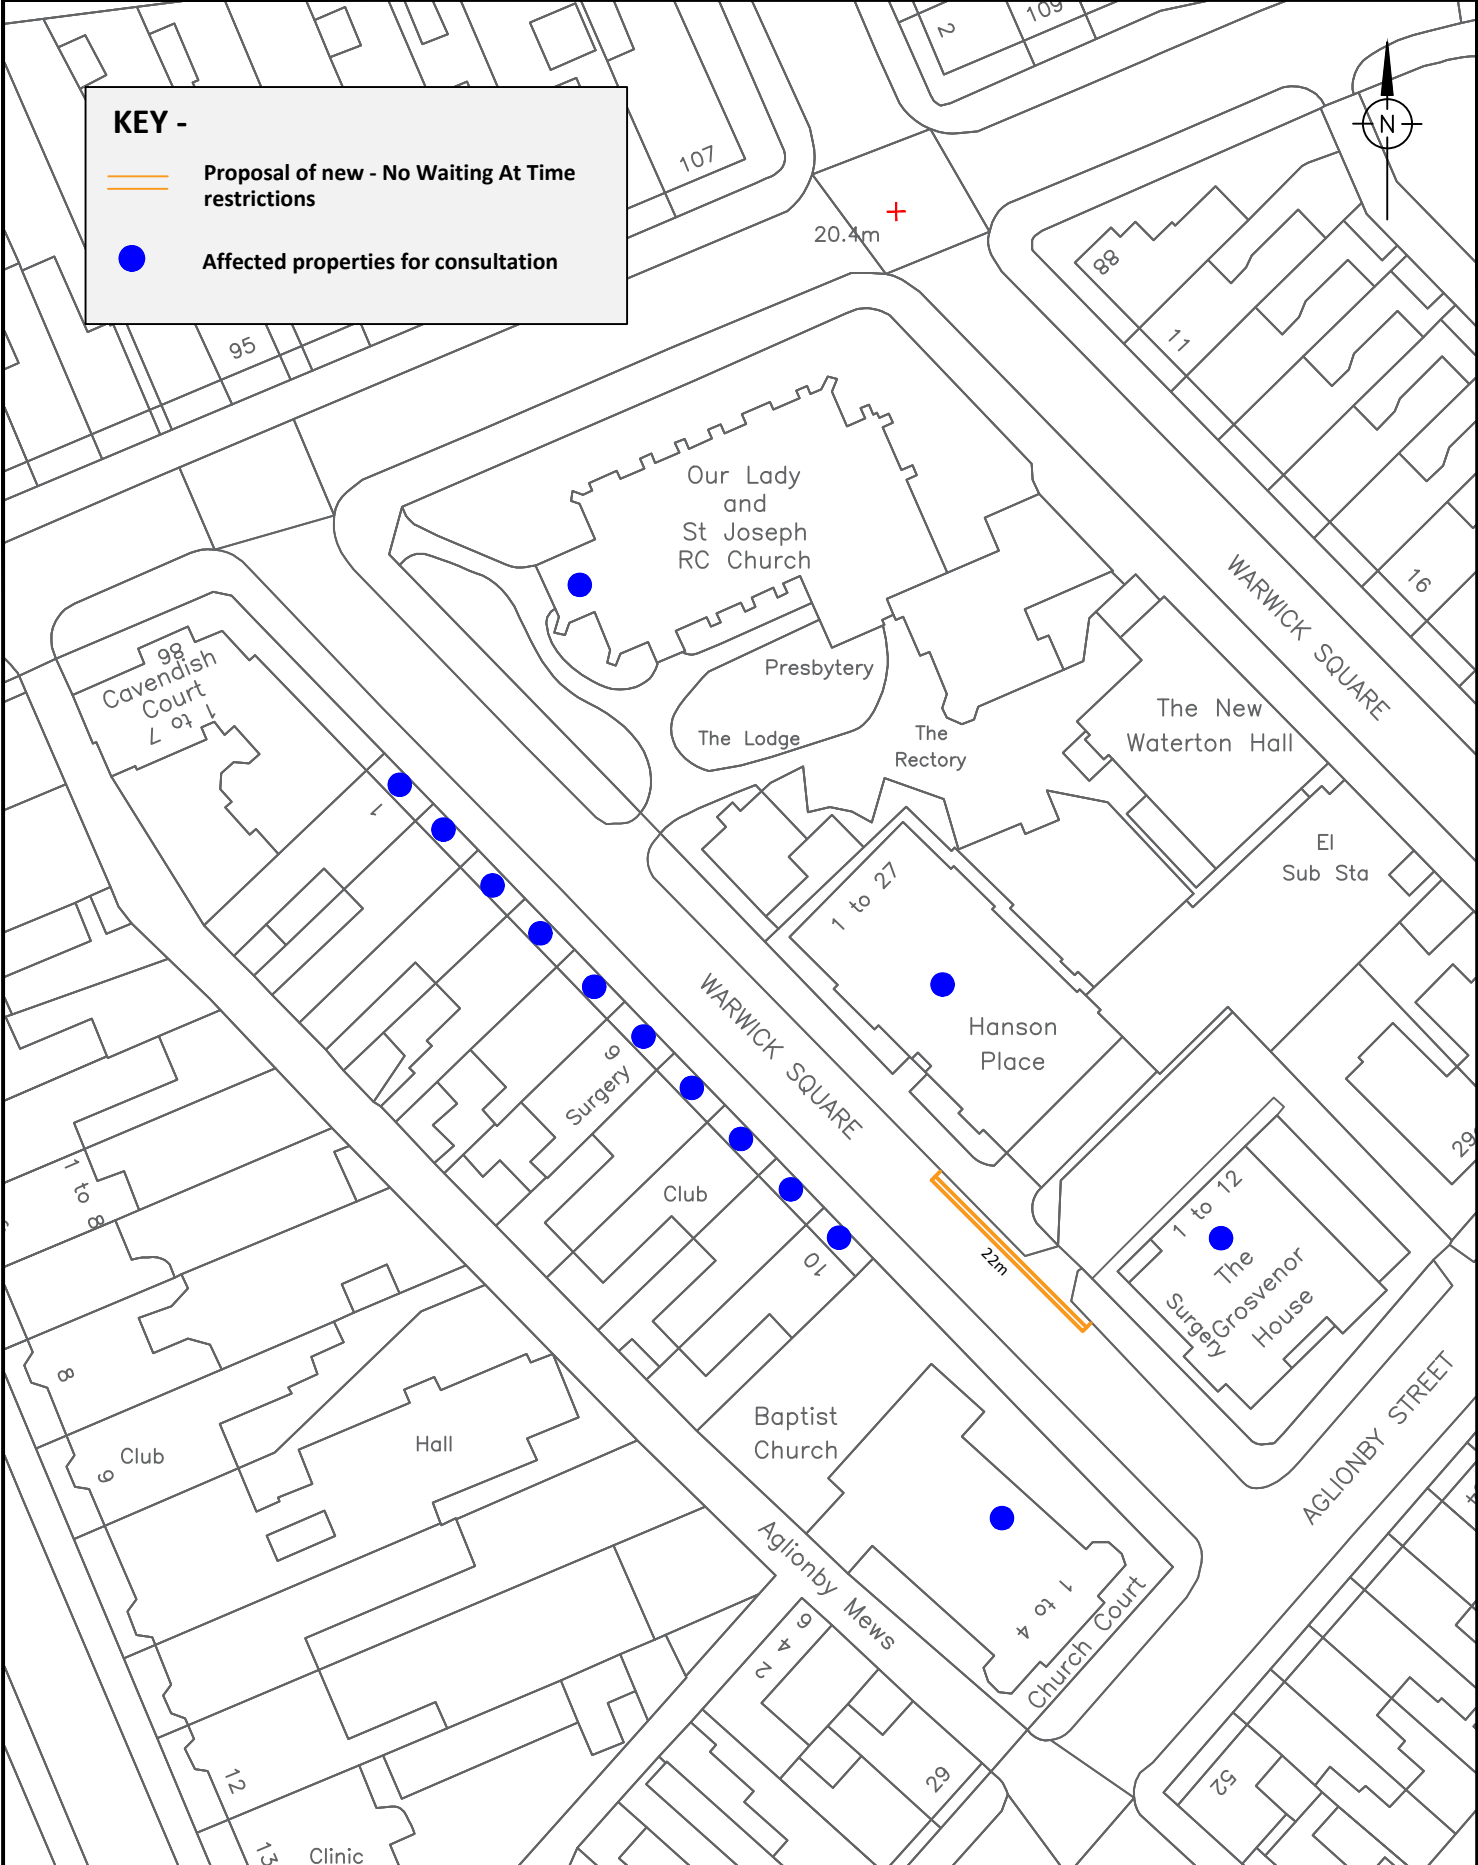 2
109
KEY -
Proposal of new - No Waiting At Time
restrictions
Affected properties for consultation
107
N
20.4m
88
11
95
Our Lady
and
St Joseph
RC Church
WARWICK SQUARE
16
98
Cavendish
Court
1 to 7
Presbytery
The Lodge
The
Rectory
The New
Waterton Hall
1
El
Sub Sta
1 to 27
WARWICK SQUARE
Hanson
Place
6
Surgery
29
1 to 8
Club
1 to 12
The
Grosvenor
House
Surgery
10
22m
8
Club
9
Hall
Baptist
Church
AGLIONBY STREET
Aglionby Mews
1 to 4
Church Court
6
4
2
29
52
12
13
Clinic